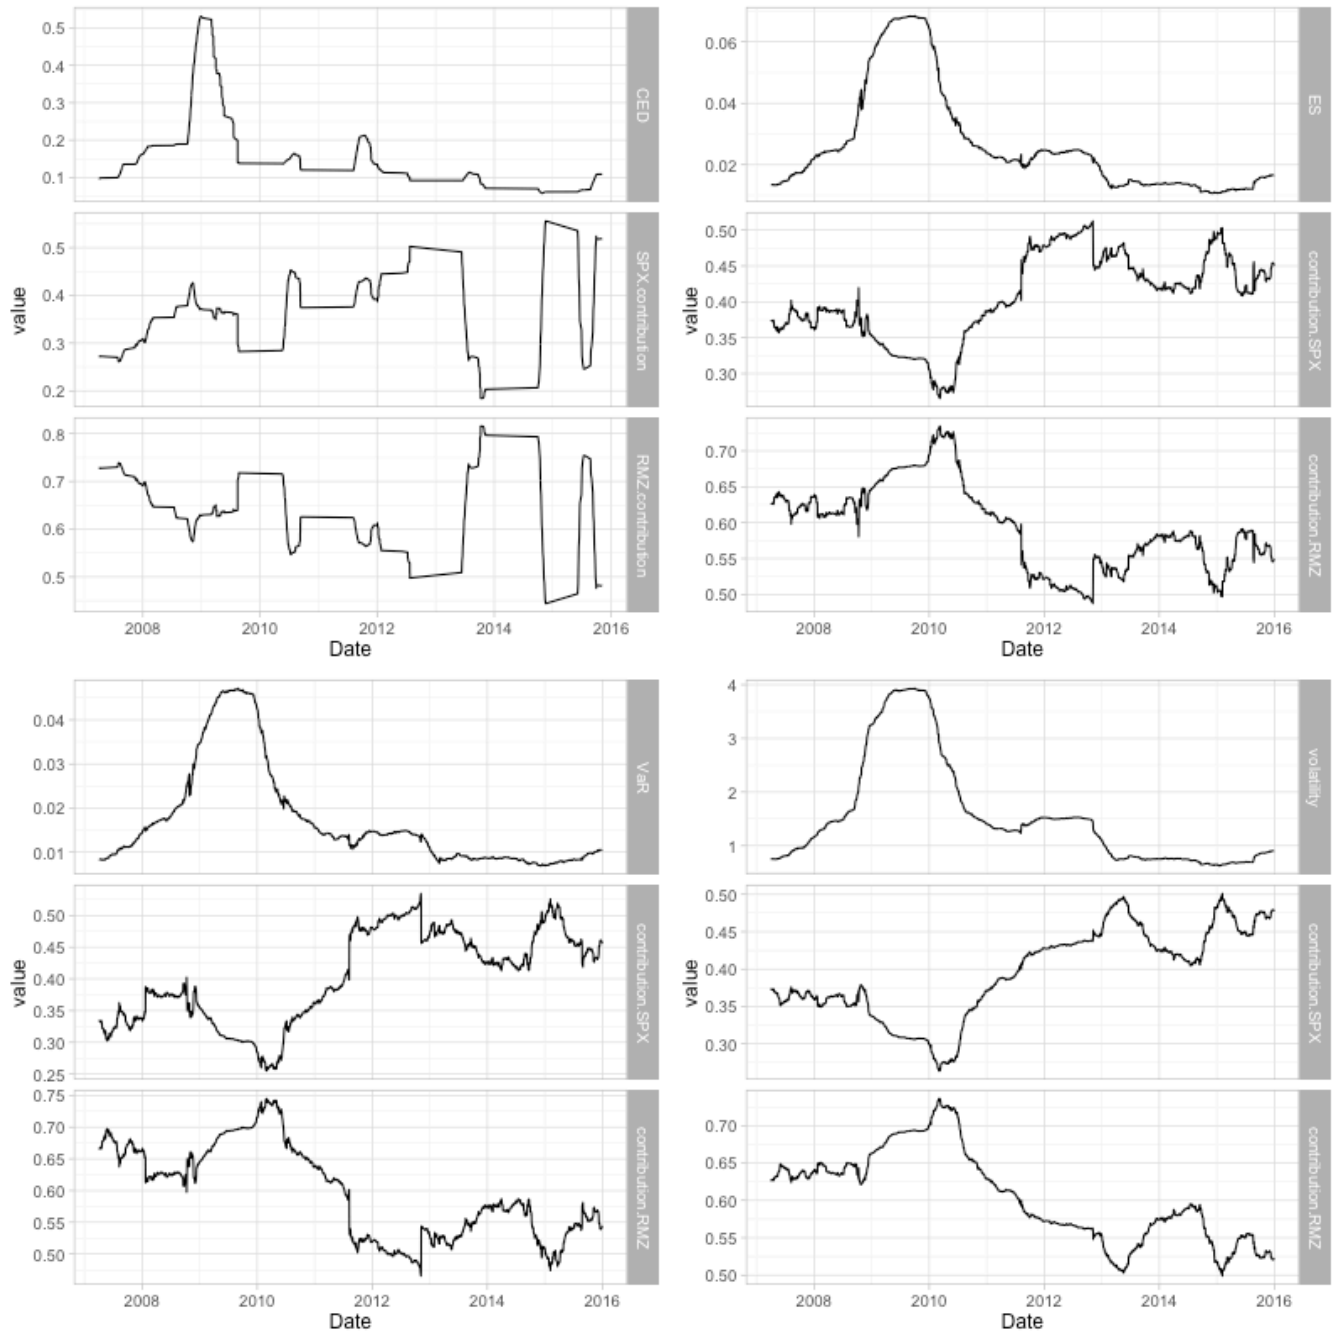 0.5
0.4
0.3
0.2
0.1
CED
0.5
0.4
0.3
0.2
SPX.contribution
0.8
0.7
0.6
0.5
RMZ.contribution
value
2008 2010 2012 2014 2016
Date
0.06
0.04
0.02
ES
0.50
0.45
0.40
0.35
0.30
contribution.SPX
0.70
0.65
0.60
0.55
0.50
contribution.RMZ
value
2008 2010 2012 2014 2016
Date
0.04
0.03
0.02
0.01
VaR
0.50
0.45
0.40
0.35
0.30
0.25
contribution.SPX
0.75
0.70
0.65
0.60
0.55
0.50
contribution.RMZ
value
2008 2010 2012 2014 2016
Date
4
3
2
1
volatility
0.50
0.45
0.40
0.35
0.30
contribution.SPX
0.70
0.65
0.60
0.55
0.50
contribution.RMZ
value
2008 2010 2012 2014 2016
Date